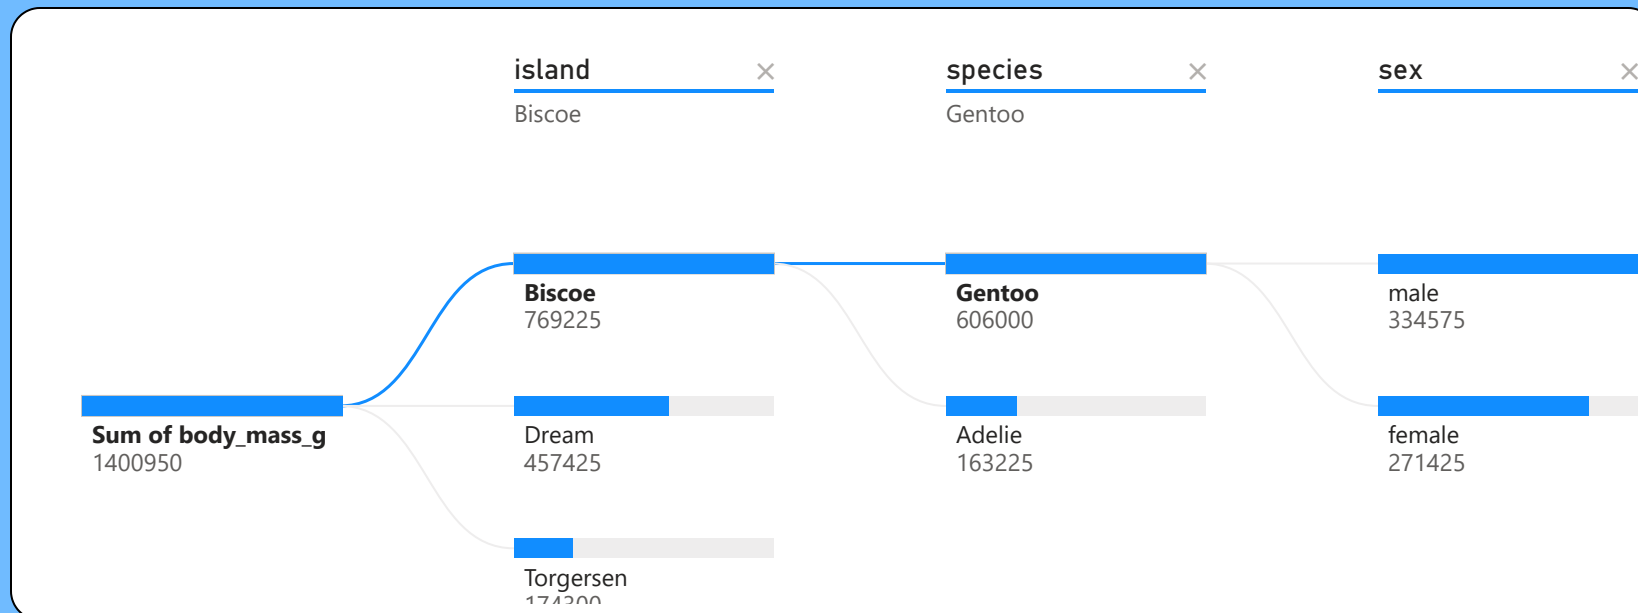 island
species
sex
Biscoe
Gentoo
Biscoe
769225
Gentoo
606000
male
334575
Sum of body_mass_g
1400950
Dream
457425
Adelie
163225
female
271425
Torgersen
174300